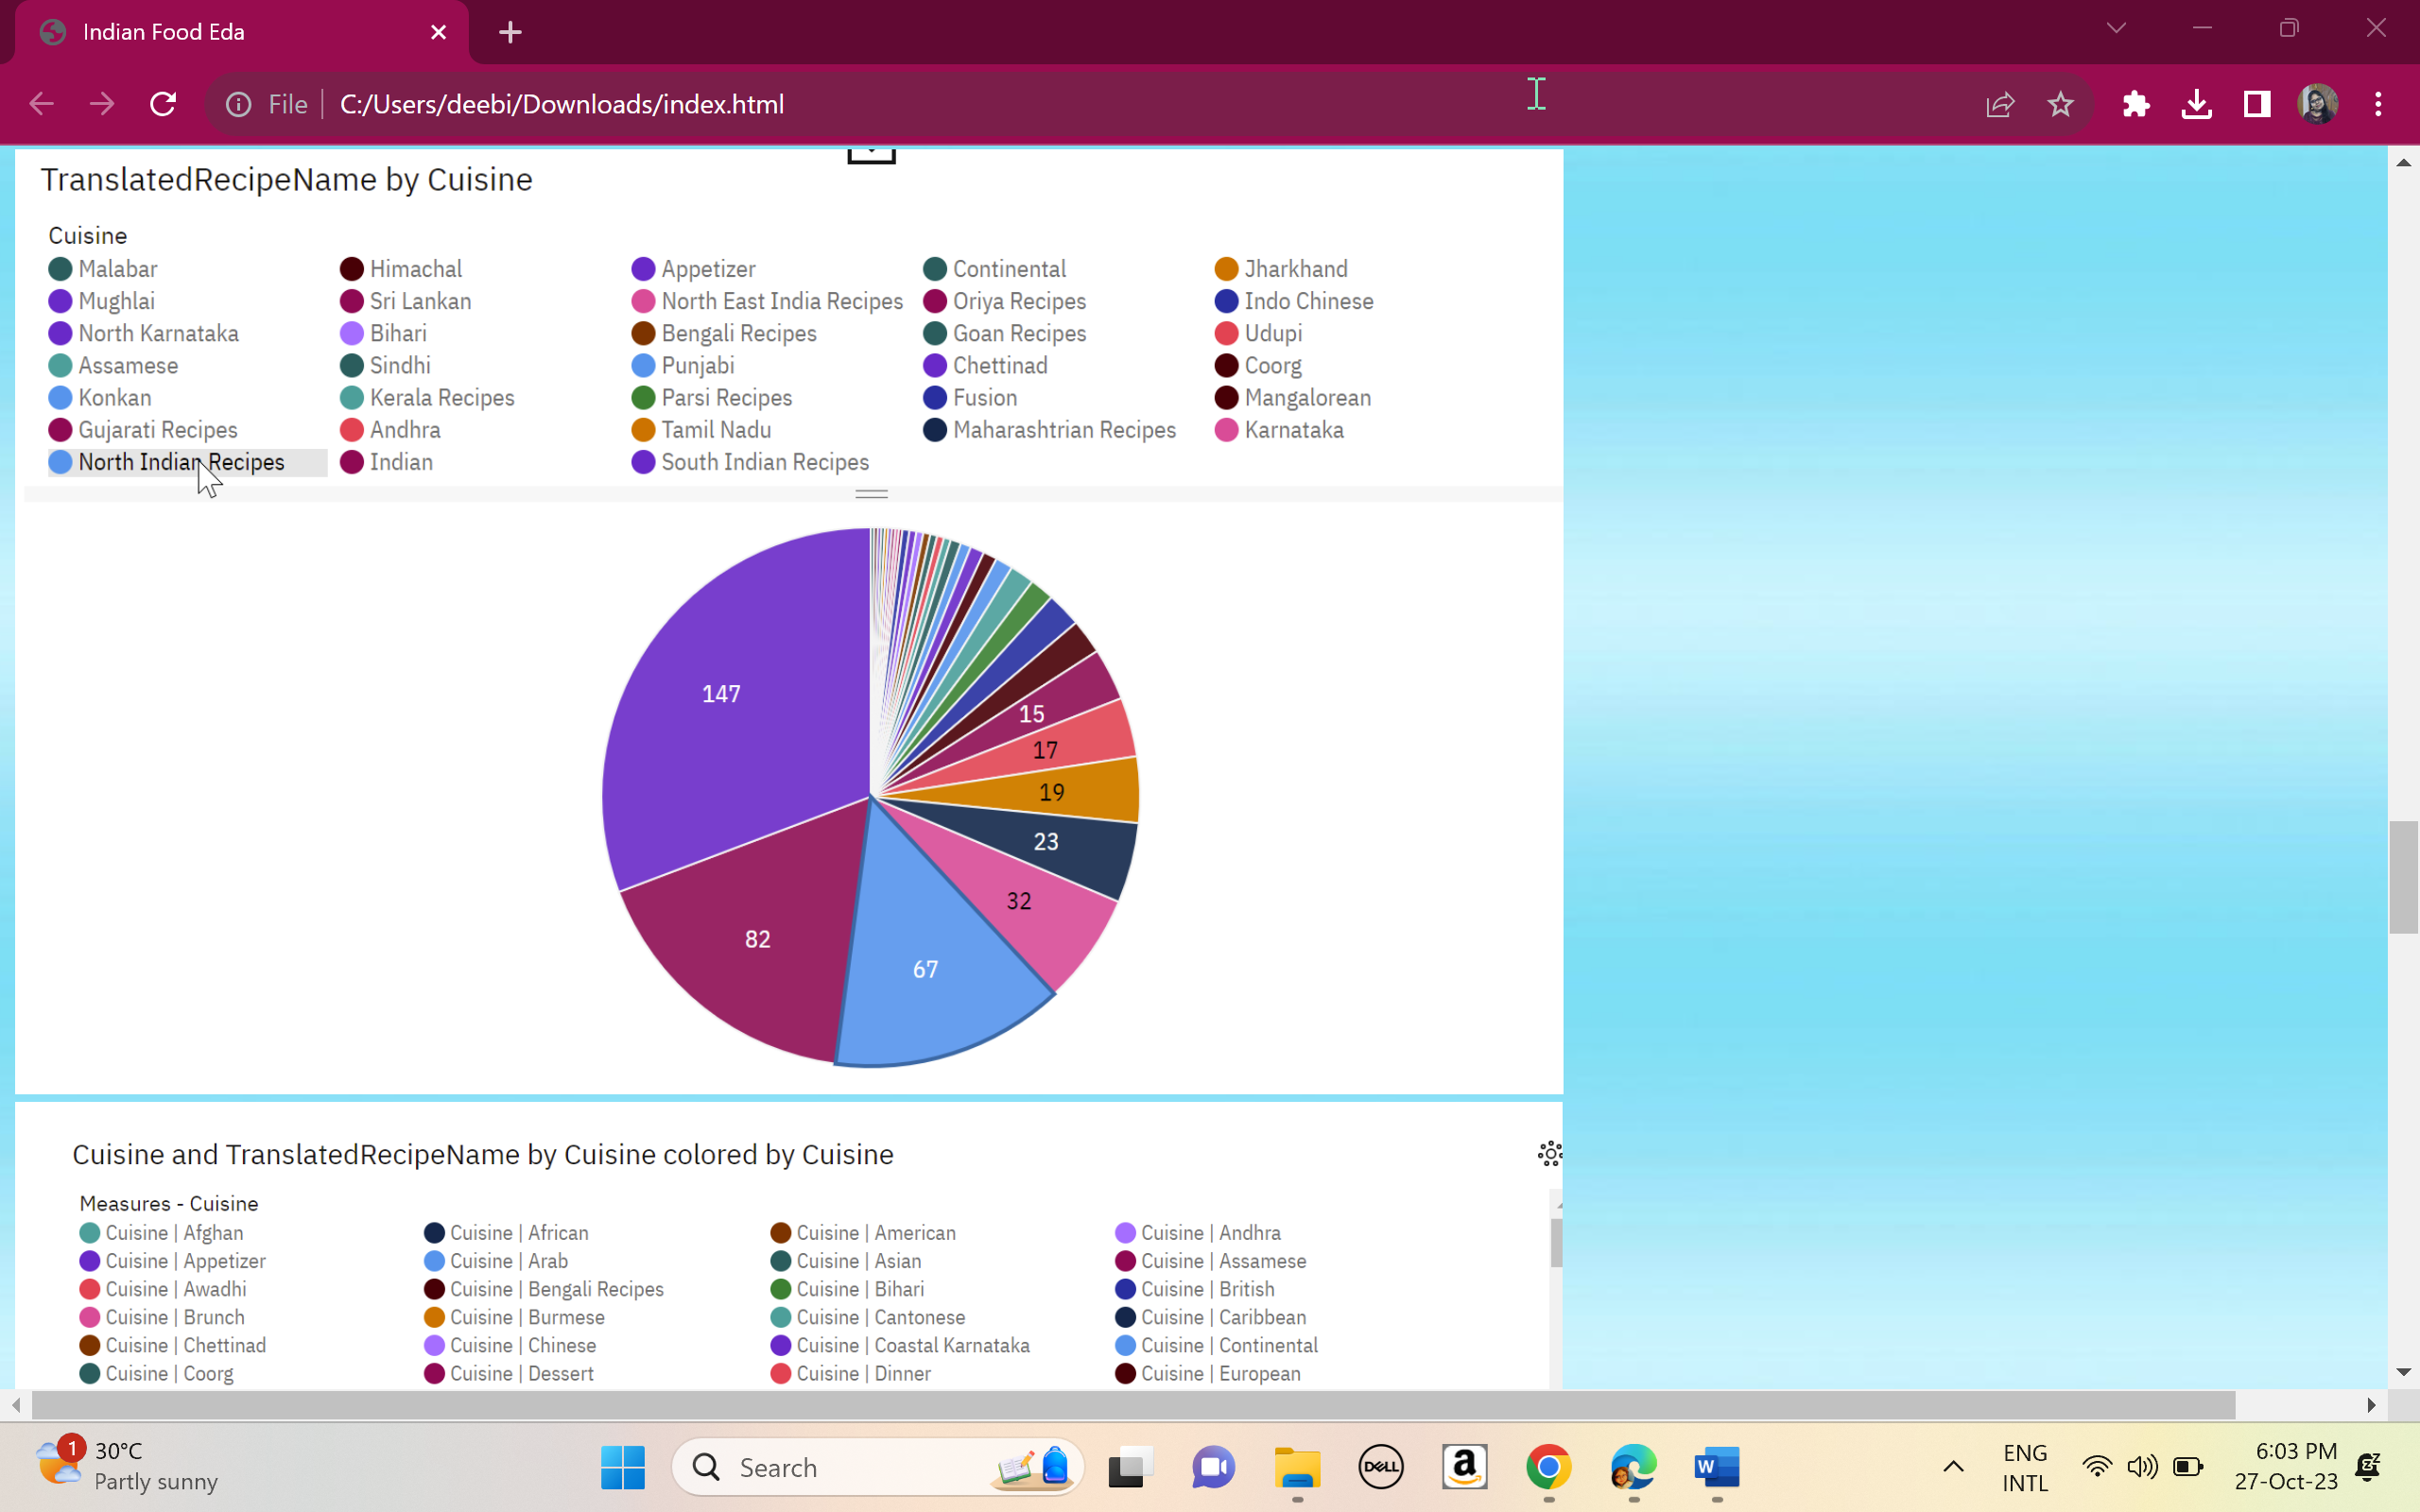 Indian Food Eda
File C:/Users/deebi/Downloads/index.html
TranslatedRecipeName by Cuisine
Cuisine
Malabar Himachal Appetizer Continental Jharkhand
Mughlai Sri Lankan North East India Recipes Oriya Recipes Indo Chinese
North Karnataka Bihari Bengali Recipes Goan Recipes Udupi
Assamese Sindhi Punjabi Chettinad Coorg
Konkan Kerala Recipes Parsi Recipes Fusion Mangalorean
Gujarati Recipes Andhra Tamil Nadu Maharashtrian Recipes Karnataka
North Indian Recipes Indian South Indian Recipes
147
15
17
19
23
32
82
67
Cuisine and TranslatedRecipeName by Cuisine colored by Cuisine
Measures - Cuisine
Cuisine | Afghan Cuisine | African Cuisine | American Cuisine | Andhra
Cuisine | Appetizer Cuisine | Arab Cuisine | Asian Cuisine | Assamese
Cuisine | Awadhi Cuisine | Bengali Recipes Cuisine | Bihari Cuisine | British
Cuisine | Brunch Cuisine | Burmese Cuisine | Cantonese Cuisine | Caribbean
Cuisine | Chettinad Cuisine | Chinese Cuisine | Coastal Karnataka Cuisine | Continental
Cuisine | Coorg Cuisine | Dessert Cuisine | Dinner Cuisine | European
1
30°C
Partly sunny
Search
DELL
a
W
ENG
INTL
6:03 PM
27-Oct-23